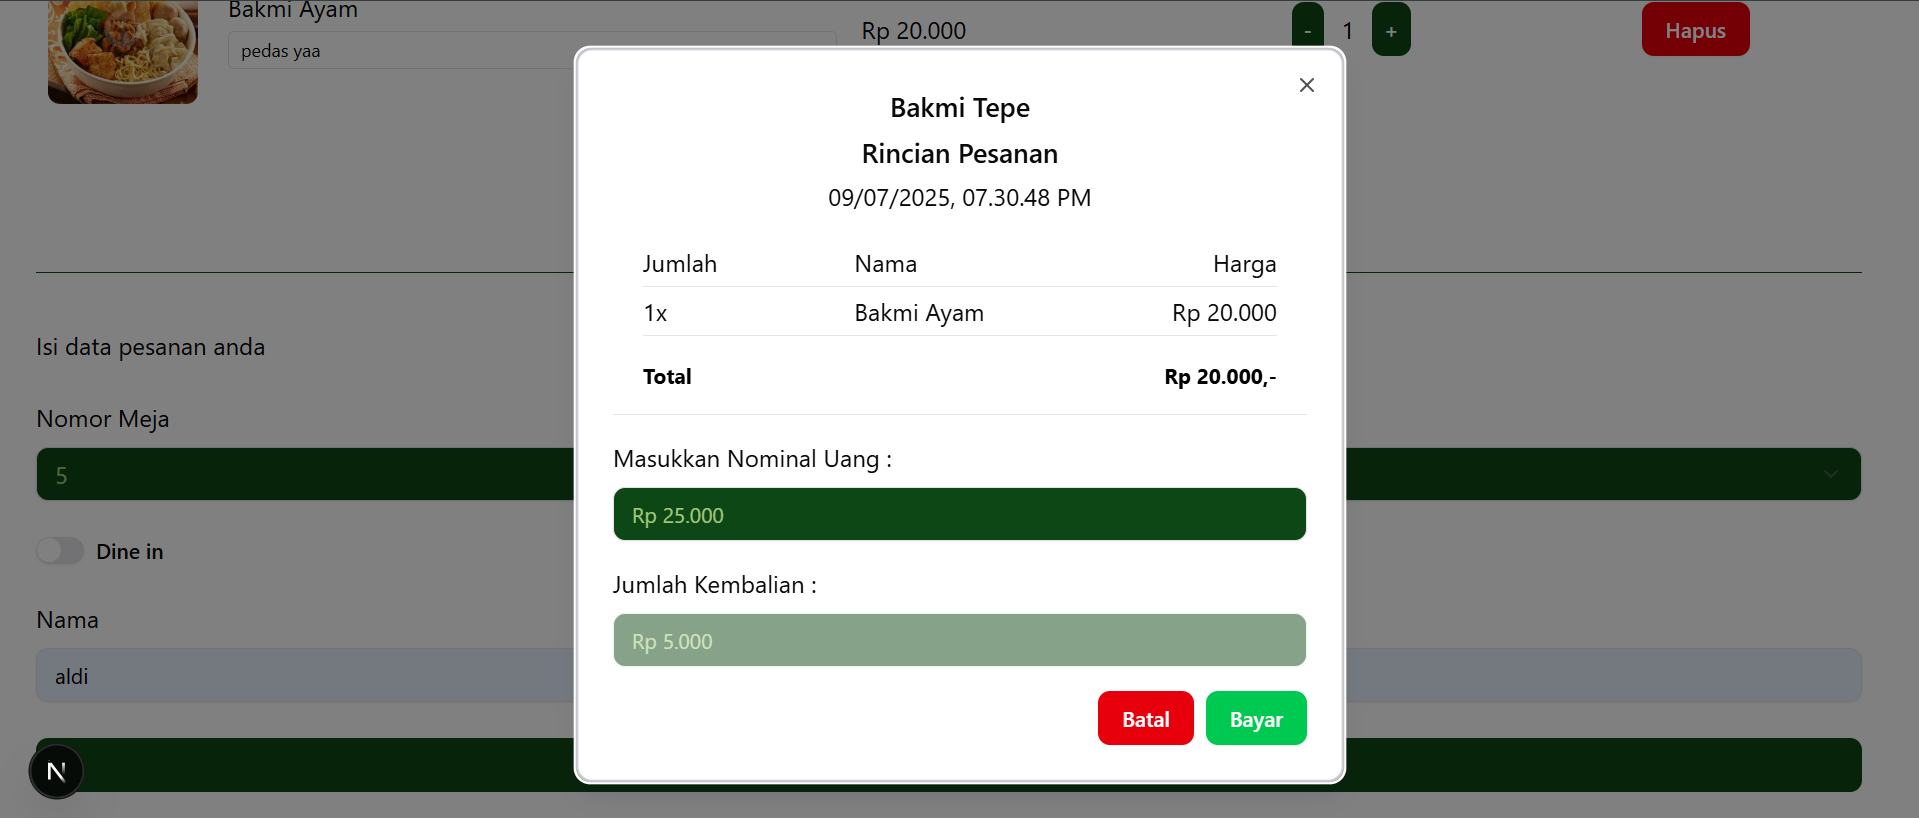 Bakmi Ayam
pedas yaa
Rp 20.000
- 1 +
Hapus
Bakmi Tepe
Rincian Pesanan
09/07/2025, 07.30.48 PM
Jumlah Nama Harga
1x Bakmi Ayam Rp 20.000
Total Rp 20.000,-
Masukkan Nominal Uang :
Rp 25.000
Jumlah Kembalian :
Rp 5.000
Batal Bayar
Isi data pesanan anda
Nomor Meja
5
Dine in
Nama
aldi
N